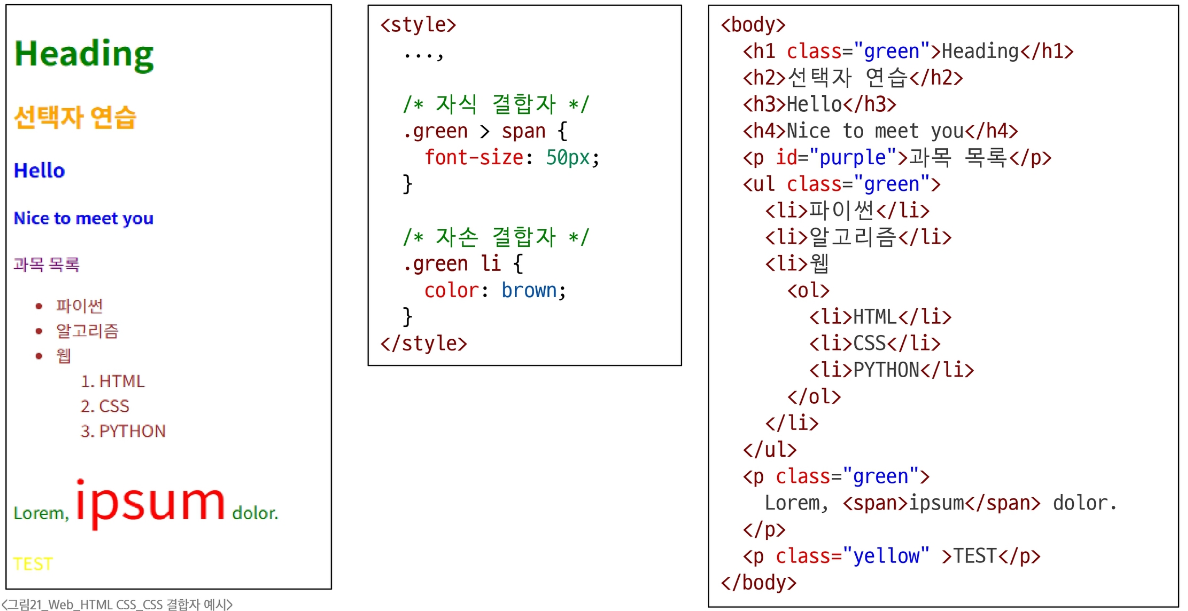 Heading
선택자 연습
Hello
Nice to meet you
과목 목록
• 파이썬
• 알고리즘
• 웹
1. HTML
2. CSS
3. PYTHON
Lorem, ipsum dolor.
TEST
<style>
  ...,
  /* 자식 결합자 */
  .green > span {
    font-size: 50px;
  }
  /* 자손 결합자 */
  .green li {
    color: brown;
  }
</style>
<body>
  <h1 class="green">Heading</h1>
  <h2>선택자 연습</h2>
  <h3>Hello</h3>
  <h4>Nice to meet you</h4>
  <p id="purple">과목 목록</p>
  <ul class="green">
    <li>파이썬</li>
    <li>알고리즘</li>
    <li>웹
      <ol>
        <li>HTML</li>
        <li>CSS</li>
        <li>PYTHON</li>
      </ol>
    </li>
  </ul>
  <p class="green">
    Lorem, <span>ipsum</span> dolor.
  </p>
  <p class="yellow" >TEST</p>
</body>
<그림21_Web_HTML CSS_CSS 결합자 예시>